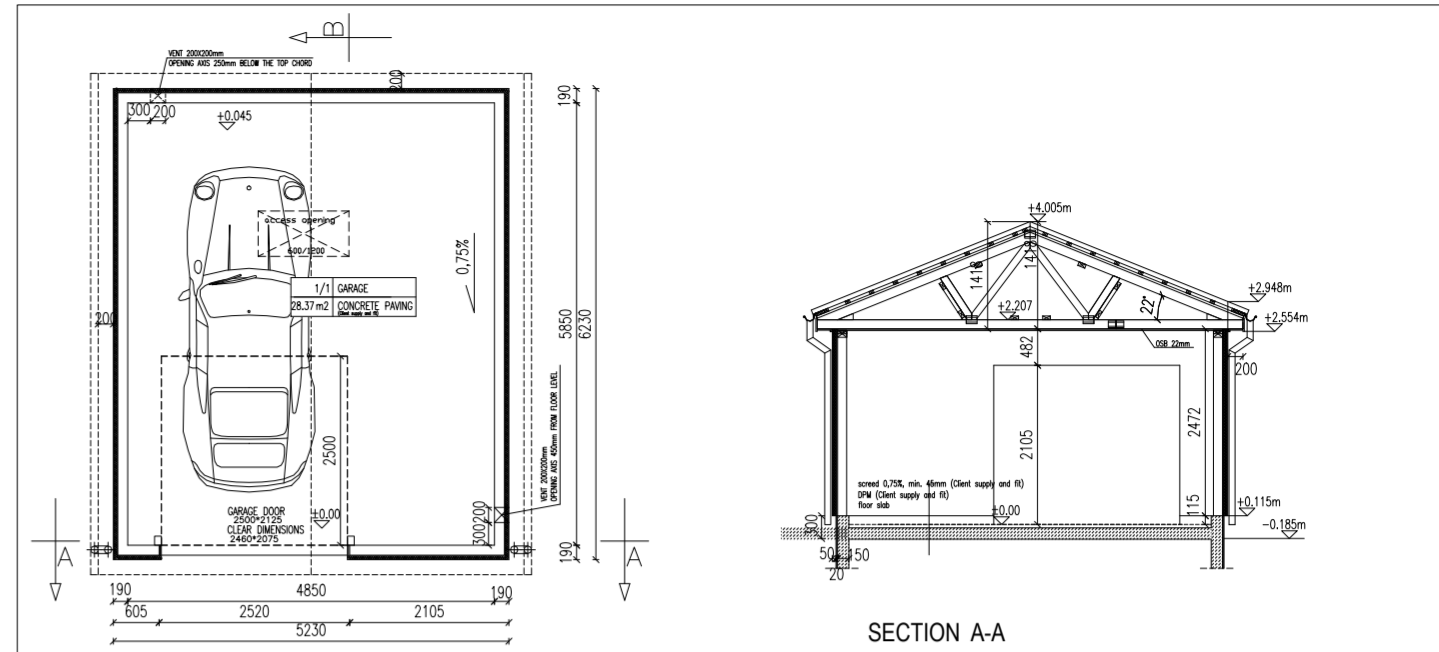 B
VENT 200X200mm
OPENING AXIS 250mm BELOW THE TOP CHORD
200
190
300 200
+0,045
access opening
600/1200
0,75%
1/1 GARAGE
28.37 m2 CONCRETE PAVING
(Client supply and fit)
200
5850
6230
2500
VENT 200X200mm
OPENING AXIS 450mm FROM FLOOR LEVEL
GARAGE DOOR
2500*2125
±0.00
CLEAR DIMENSIONS
2460*2075
300 200
190
A
A
190 4850 190
605 2520 2105
5230
+4.005m
1418
+2.948m
22°
+2.207
+2.554m
OSB 22mm
482
200
2472
2105
screed 0,75%, min. 45mm (Client supply and fit)
DPM (Client supply and fit)
floor slab
±0.00
115
+0.115m
300
-0.185m
50 150
20
SECTION A-A